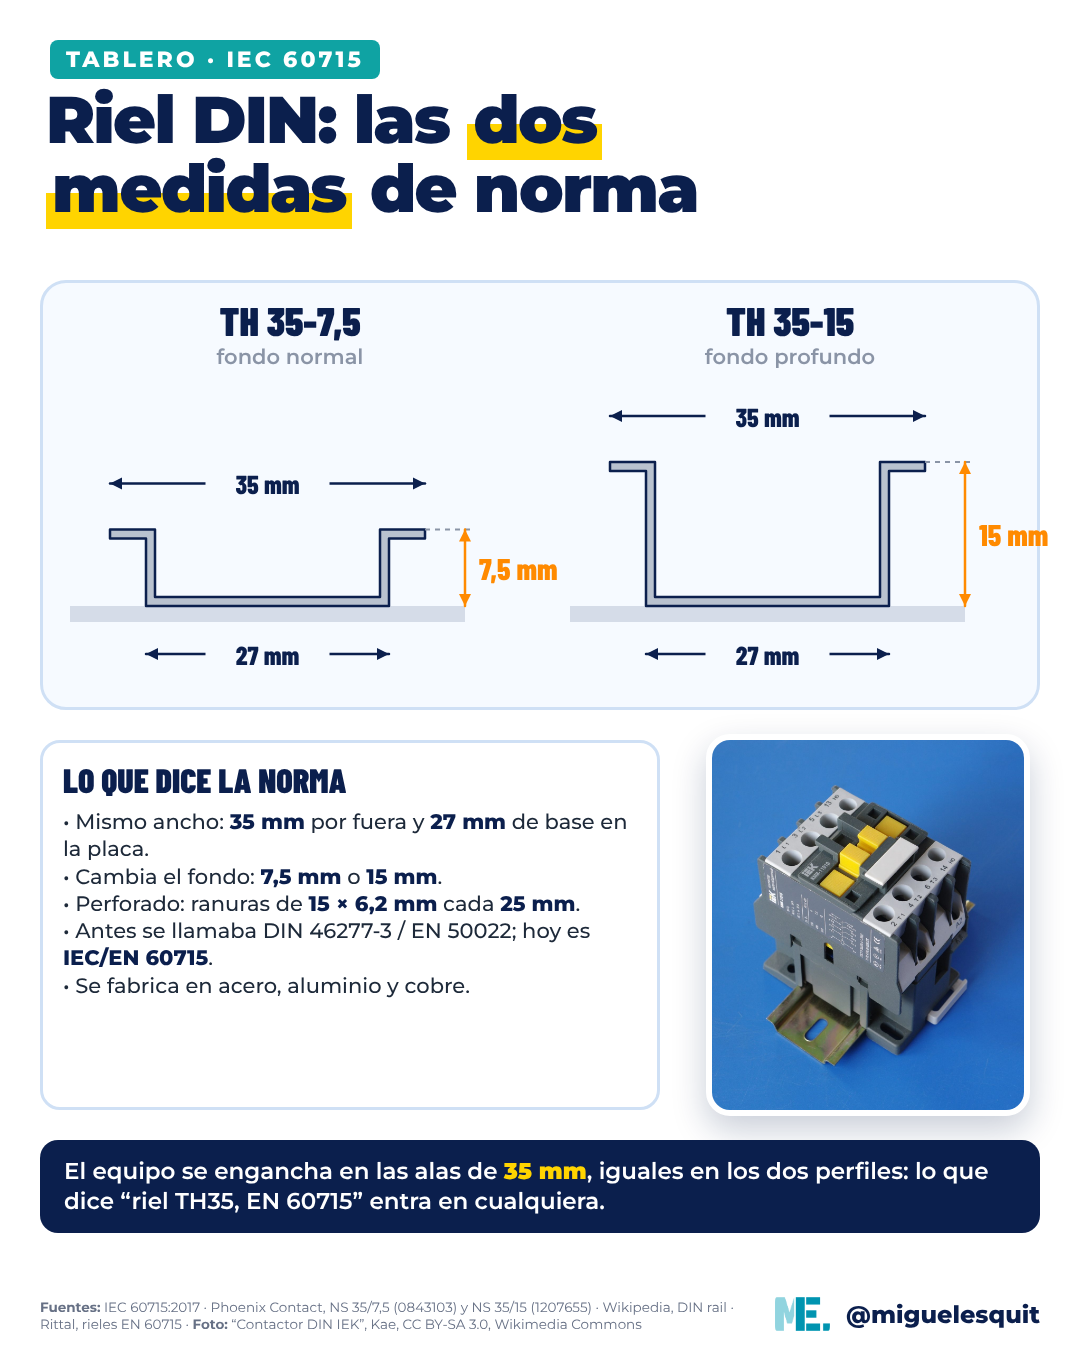 TABLERO · IEC 60715
Riel DIN: las dos
medidas de norma
TH 35-7,5
fondo normal
35 mm
7,5 mm
27 mm
TH 35-15
fondo profundo
35 mm
15 mm
27 mm
LO QUE DICE LA NORMA
• Mismo ancho: 35 mm por fuera y 27 mm de base en
la placa.
• Cambia el fondo: 7,5 mm o 15 mm.
• Perforado: ranuras de 15 × 6,2 mm cada 25 mm.
• Antes se llamaba DIN 46277-3 / EN 50022; hoy es
IEC/EN 60715.
• Se fabrica en acero, aluminio y cobre.
El equipo se engancha en las alas de 35 mm, iguales en los dos perfiles: lo que
dice “riel TH35, EN 60715” entra en cualquiera.
Fuentes: IEC 60715:2017 · Phoenix Contact, NS 35/7,5 (0843103) y NS 35/15 (1207655) · Wikipedia, DIN rail ·
Rittal, rieles EN 60715 · Foto: “Contactor DIN IEK”, Kae, CC BY-SA 3.0, Wikimedia Commons
ME.
@miguelesquit